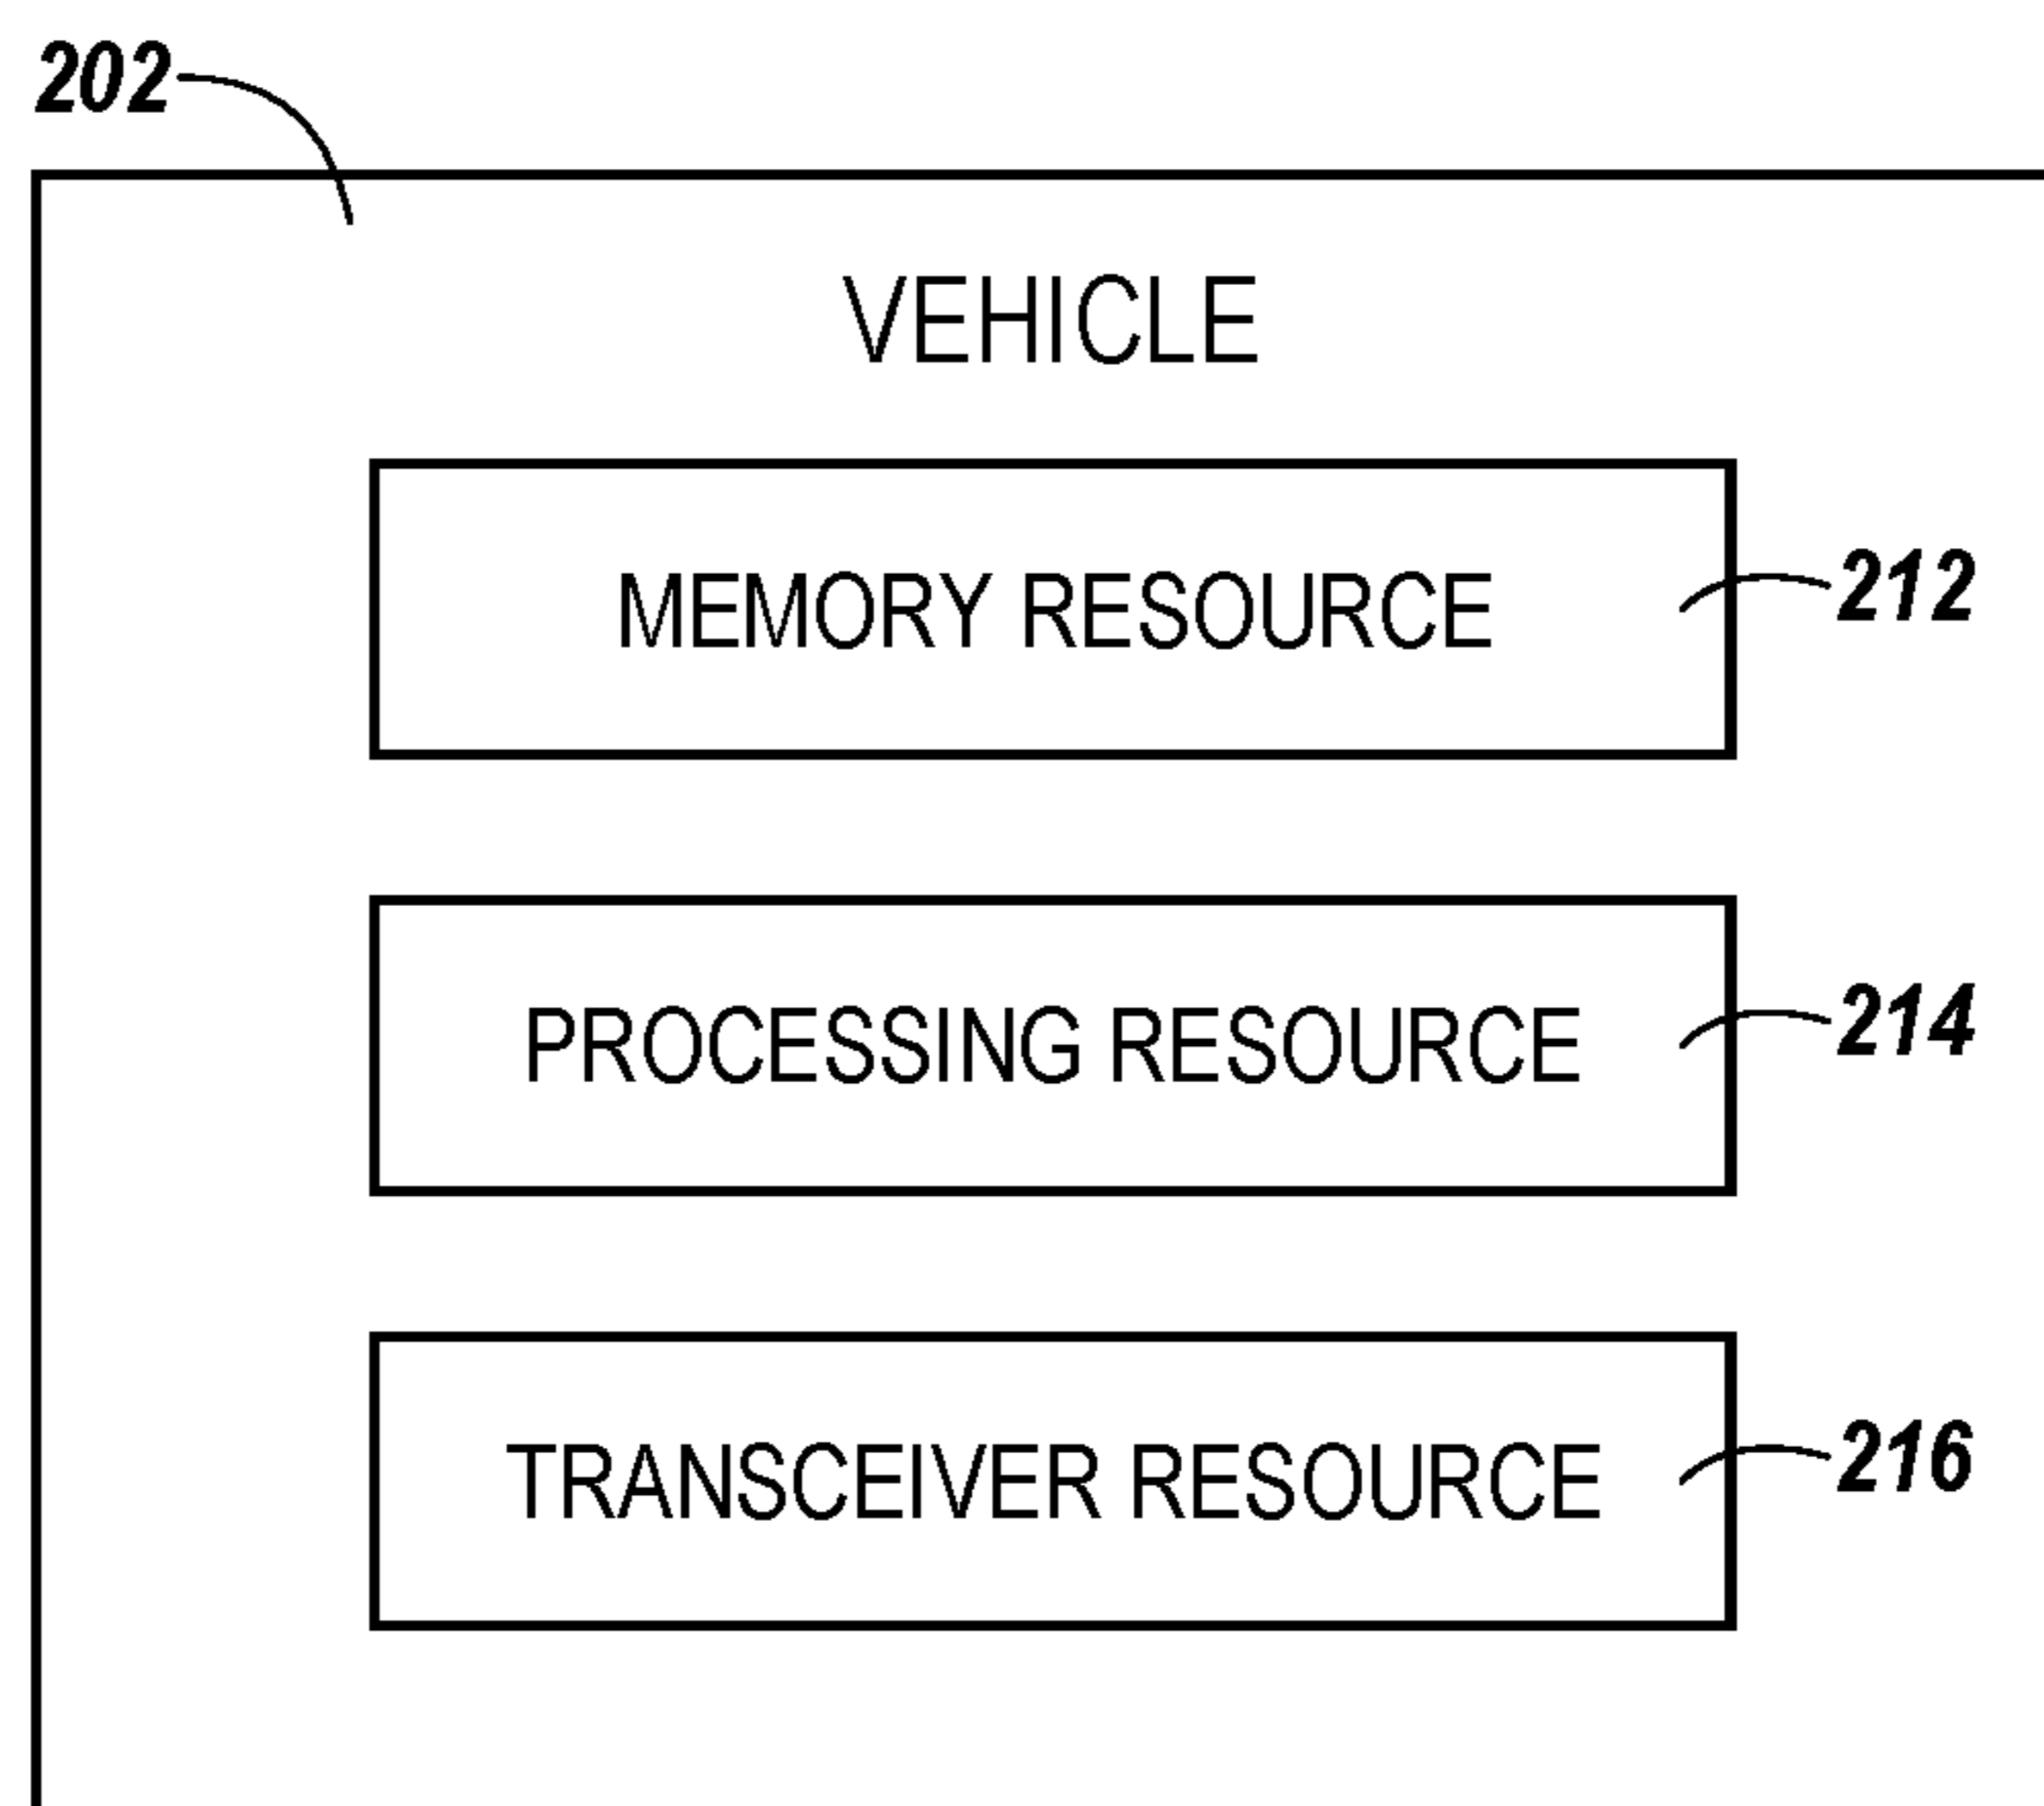 202
VEHICLE
MEMORY RESOURCE 212
PROCESSING RESOURCE 214
TRANSCEIVER RESOURCE 216